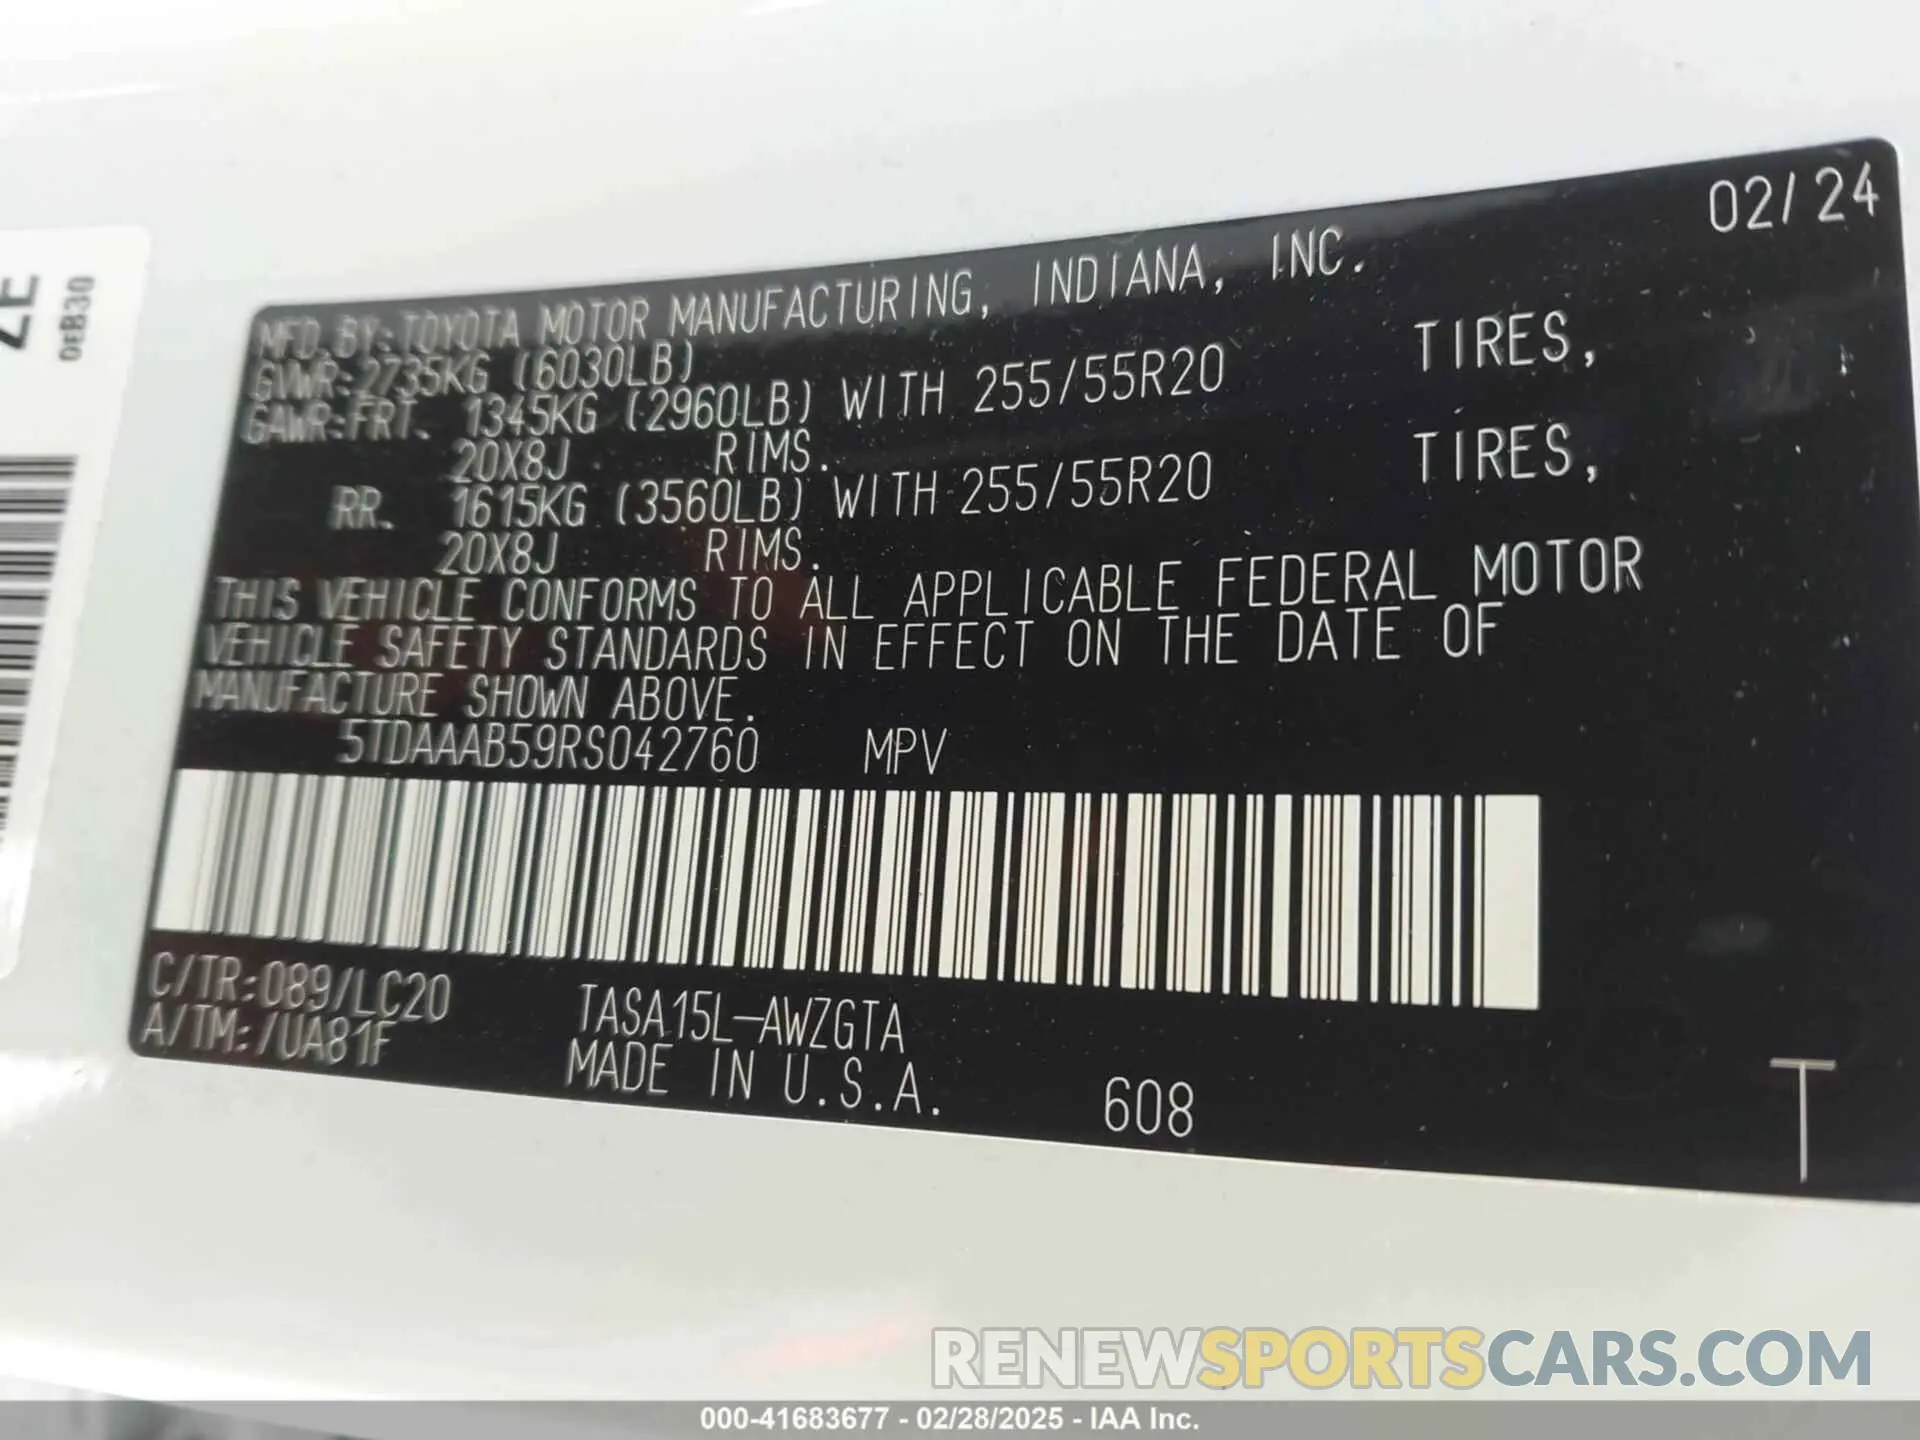 02/24
MFD.BY:TOYOTA MOTOR MANUFACTURING, INDIANA, INC.
GVWR:2735KG (6030LB)
GAWR:FRT. 1345KG (2960LB) WITH 255/55R20 TIRES,
20X8J RIMS.
RR. 1615KG (3560LB) WITH 255/55R20 TIRES,
20X8J RIMS.
THIS VEHICLE CONFORMS TO ALL APPLICABLE FEDERAL MOTOR
VEHICLE SAFETY STANDARDS IN EFFECT ON THE DATE OF
MANUFACTURE SHOWN ABOVE.
5TDAAAB59RS042760 MPV
C/TR:089/LC20 TASA15L-AWZGTA
A/TM:/UA81F MADE IN U.S.A. 608
T
ZE
0EB30
RENEWSPORTSCARS.COM
000-41683677 - 02/28/2025 - IAA Inc.